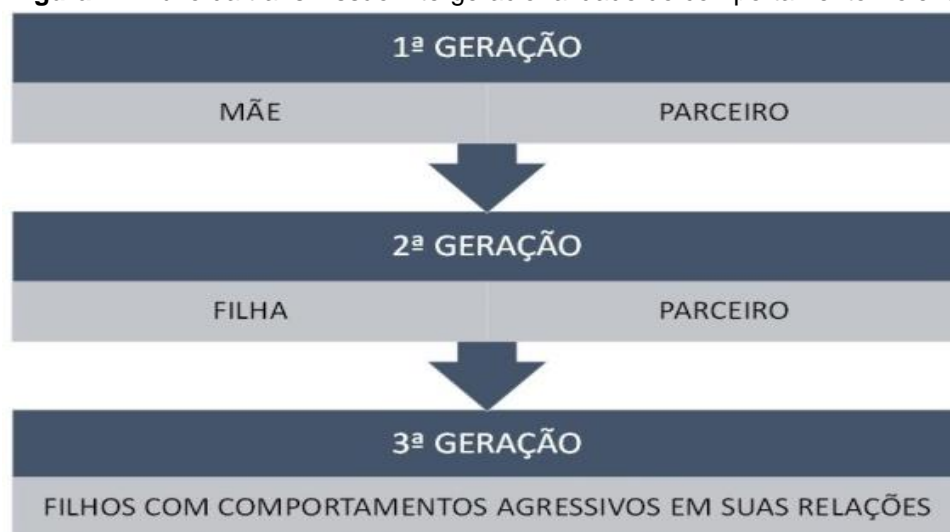 1ª GERAÇÃO
MÃE PARCEIRO
2ª GERAÇÃO
FILHA PARCEIRO
3ª GERAÇÃO
FILHOS COM COMPORTAMENTOS AGRESSIVOS EM SUAS RELAÇÕES